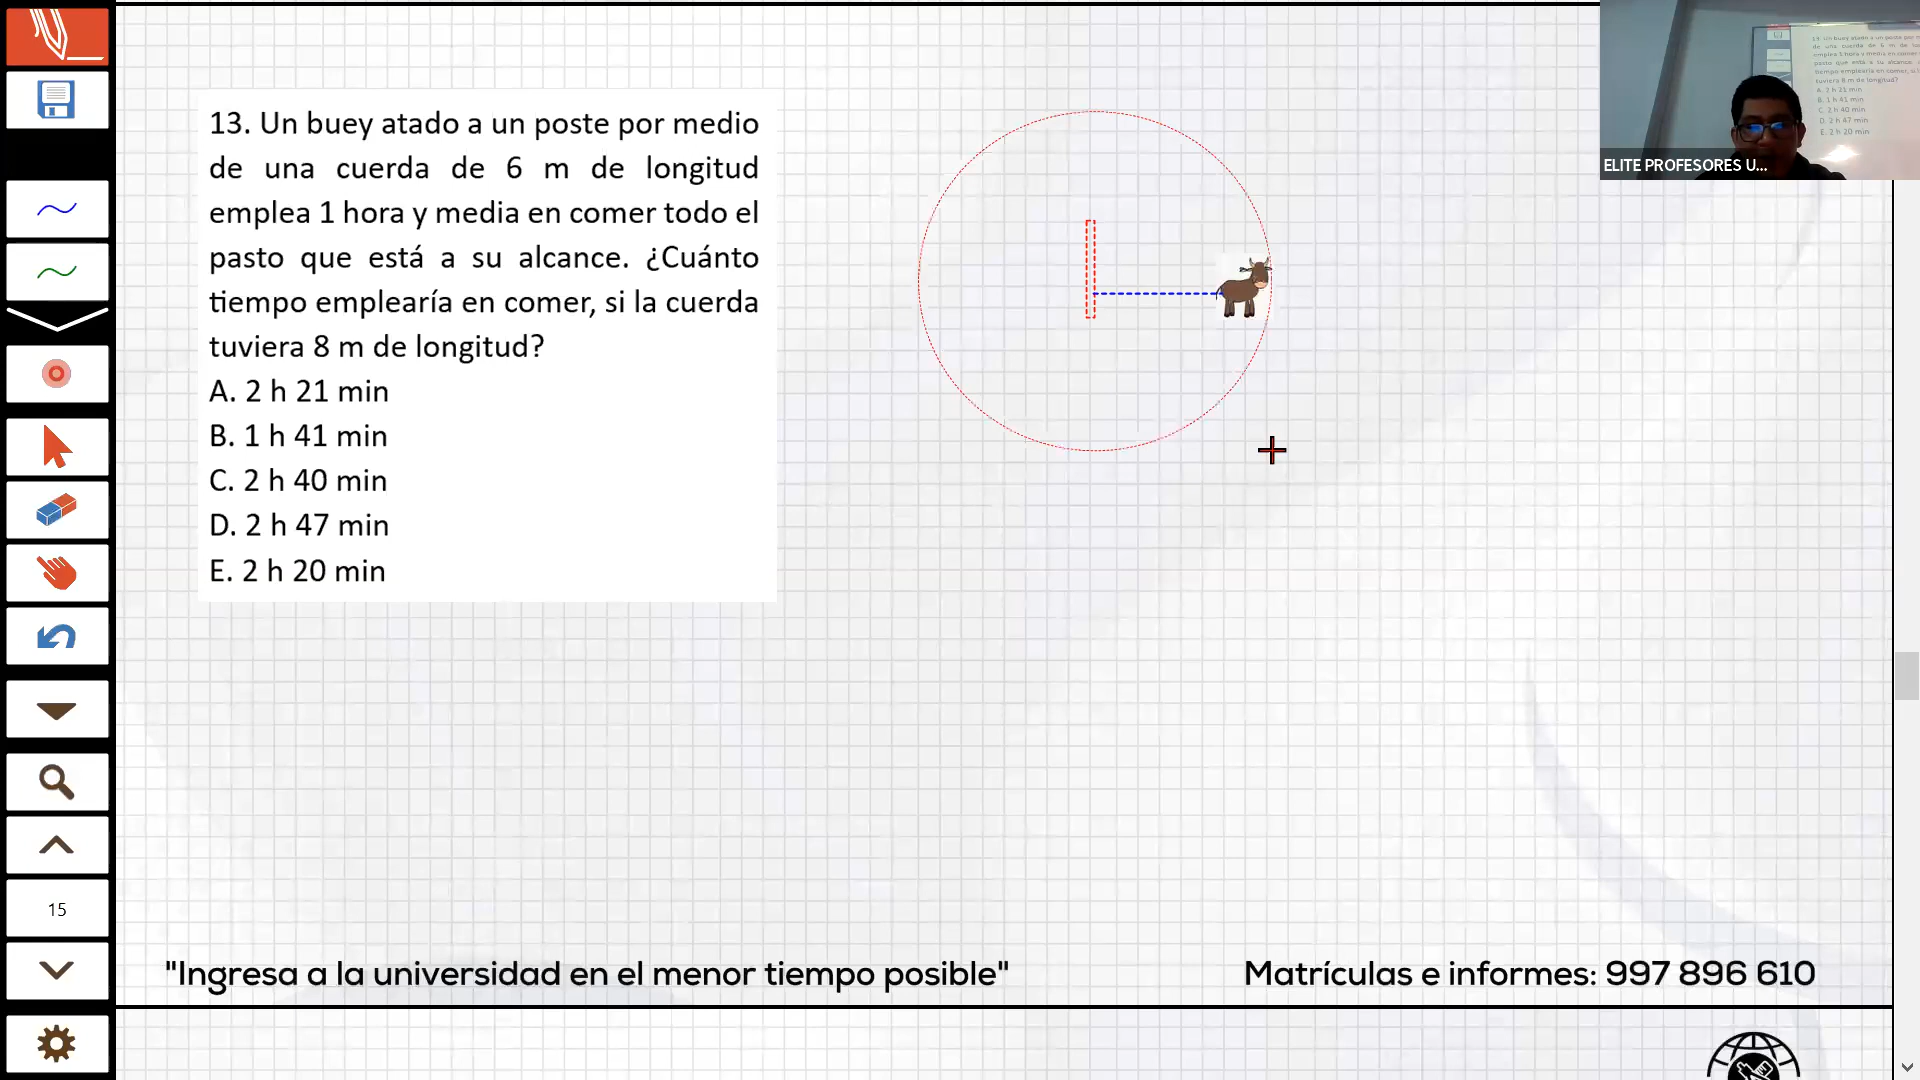 13. Un buey atado a un poste por medio
de una cuerda de 6 m de longitud
emplea 1 hora y media en comer todo el
pasto que está a su alcance. ¿Cuánto
tiempo emplearía en comer, si la cuerda
tuviera 8 m de longitud?
A. 2 h 21 min
B. 1 h 41 min
C. 2 h 40 min
D. 2 h 47 min
E. 2 h 20 min
ELITE PROFESORES U...
15
"Ingresa a la universidad en el menor tiempo posible"
Matrículas e informes: 997 896 610